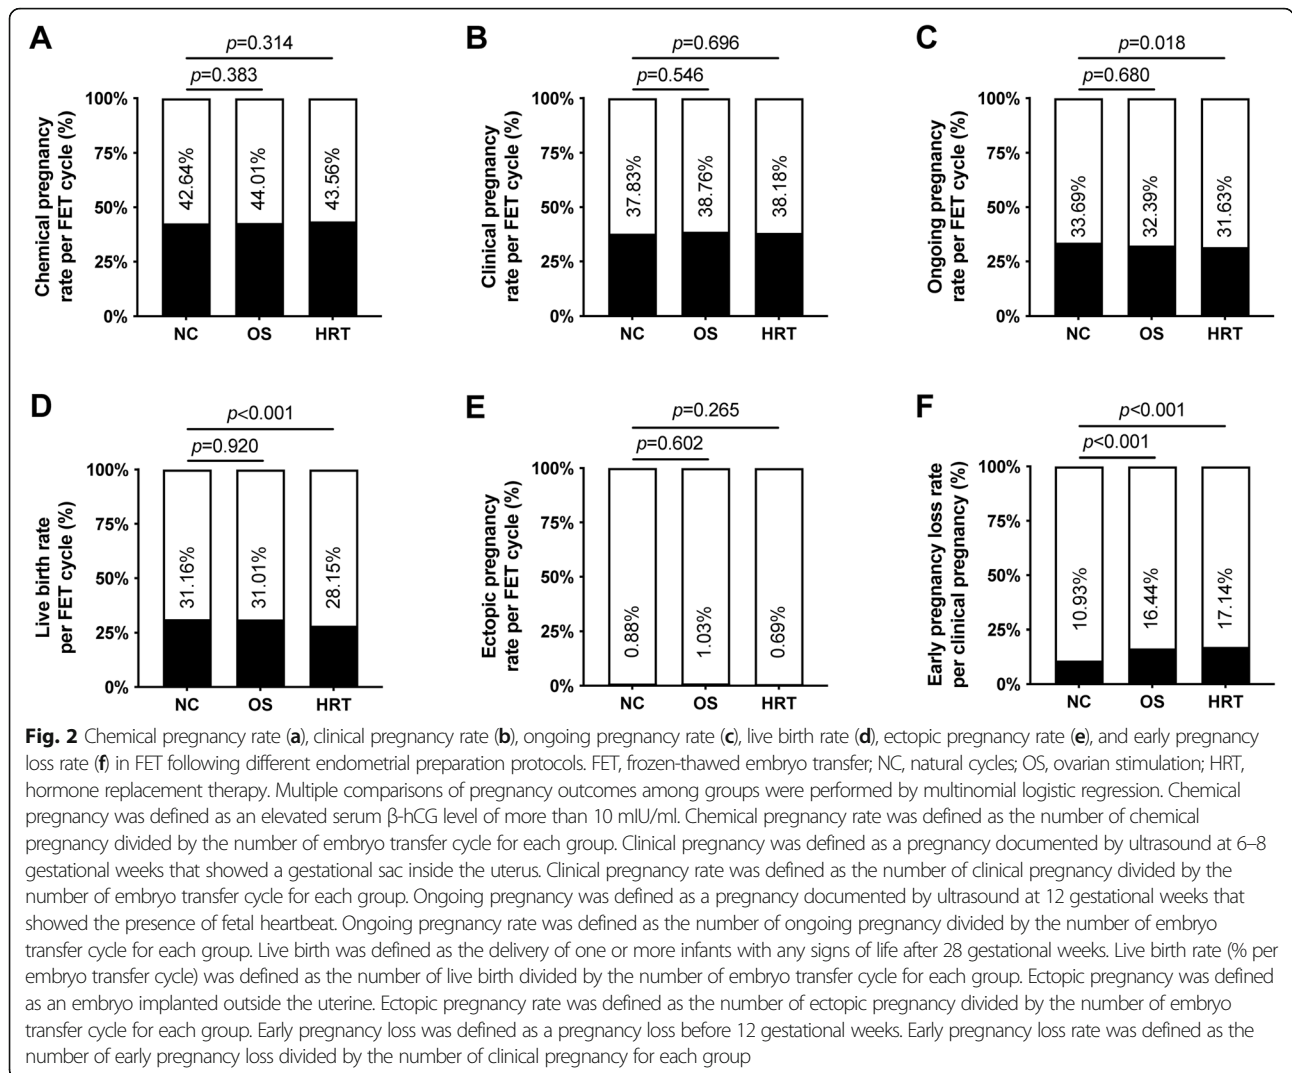 A
p=0.314
p=0.383
Chemical pregnancy
rate per FET cycle (%)
100%
75%
50%
25%
0%
42.64%
44.01%
43.56%
NC OS HRT
B
p=0.696
p=0.546
Clinical pregnancy
rate per FET cycle (%)
100%
75%
50%
25%
0%
37.83%
38.76%
38.18%
NC OS HRT
C
p=0.018
p=0.680
Ongoing pregnancy
rate per FET cycle (%)
100%
75%
50%
25%
0%
33.69%
32.39%
31.63%
NC OS HRT
D
p<0.001
p=0.920
Live birth rate
per FET cycle (%)
100%
75%
50%
25%
0%
31.16%
31.01%
28.15%
NC OS HRT
E
p=0.265
p=0.602
Ectopic pregnancy
rate per FET cycle (%)
100%
75%
50%
25%
0%
0.88%
1.03%
0.69%
NC OS HRT
F
p<0.001
p<0.001
Early pregnancy loss rate
per clinical pregnancy (%)
100%
75%
50%
25%
0%
10.93%
16.44%
17.14%
NC OS HRT
Fig. 2 Chemical pregnancy rate (a), clinical pregnancy rate (b), ongoing pregnancy rate (c), live birth rate (d), ectopic pregnancy rate (e), and early pregnancy
loss rate (f) in FET following different endometrial preparation protocols. FET, frozen-thawed embryo transfer; NC, natural cycles; OS, ovarian stimulation; HRT,
hormone replacement therapy. Multiple comparisons of pregnancy outcomes among groups were performed by multinomial logistic regression. Chemical
pregnancy was defined as an elevated serum β-hCG level of more than 10 mIU/ml. Chemical pregnancy rate was defined as the number of chemical
pregnancy divided by the number of embryo transfer cycle for each group. Clinical pregnancy was defined as a pregnancy documented by ultrasound at 6–8
gestational weeks that showed a gestational sac inside the uterus. Clinical pregnancy rate was defined as the number of clinical pregnancy divided by the
number of embryo transfer cycle for each group. Ongoing pregnancy was defined as a pregnancy documented by ultrasound at 12 gestational weeks that
showed the presence of fetal heartbeat. Ongoing pregnancy rate was defined as the number of ongoing pregnancy divided by the number of embryo
transfer cycle for each group. Live birth was defined as the delivery of one or more infants with any signs of life after 28 gestational weeks. Live birth rate (% per
embryo transfer cycle) was defined as the number of live birth divided by the number of embryo transfer cycle for each group. Ectopic pregnancy was defined
as an embryo implanted outside the uterine. Ectopic pregnancy rate was defined as the number of ectopic pregnancy divided by the number of embryo
transfer cycle for each group. Early pregnancy loss was defined as a pregnancy loss before 12 gestational weeks. Early pregnancy loss rate was defined as the
number of early pregnancy loss divided by the number of clinical pregnancy for each group